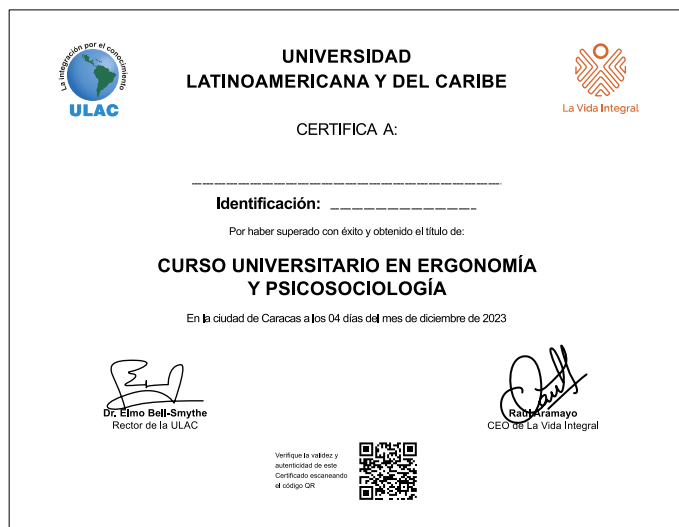 La integración por el conocimiento
ULAC
UNIVERSIDAD
LATINOAMERICANA Y DEL CARIBE
La Vida Integral
CERTIFICA A:
Identificación:
Por haber superado con éxito y obtenido el título de:
CURSO UNIVERSITARIO EN ERGONOMÍA
Y PSICOSOCIOLOGÍA
En la ciudad de Caracas a los 04 días del mes de diciembre de 2023
Dr. Elmo Bell-Smythe
Rector de la ULAC
Raúl Aramayo
CEO de La Vida Integral
Verifique la validez y
autenticidad de este
Certificado escaneando
el código QR